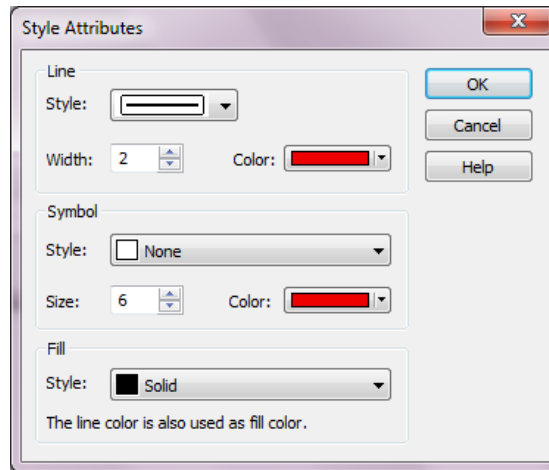 Style Attributes
Line
Style:
Width: 2 Color:
Symbol
Style: None
Size: 6 Color:
Fill
Style: Solid
The line color is also used as fill color.
OK
Cancel
Help